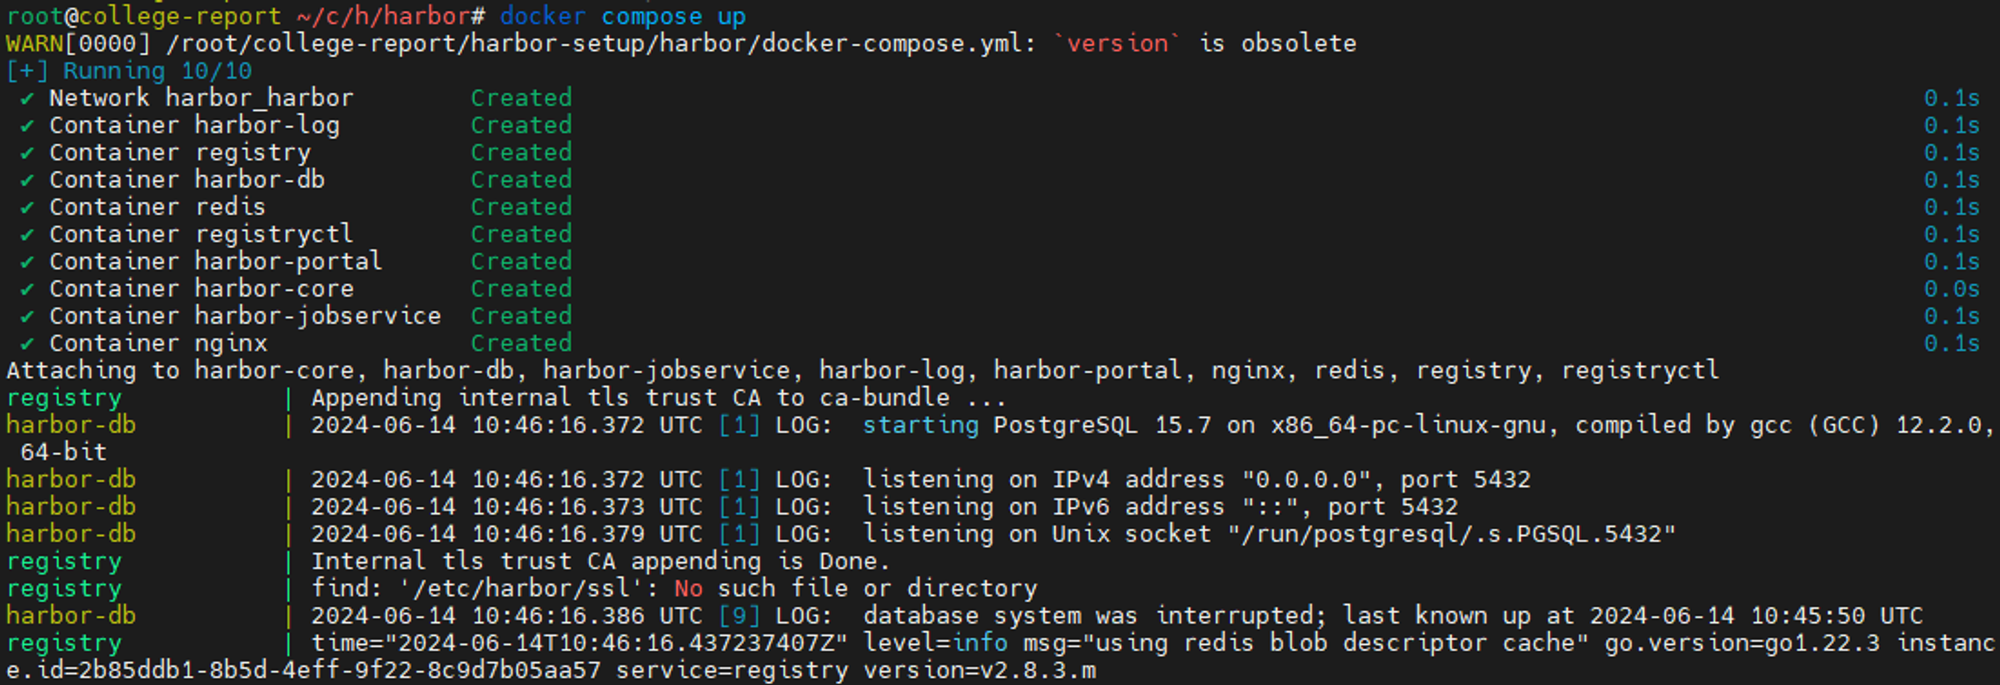 root@college-report ~/c/h/harbor# docker compose up
WARN[0000] /root/college-report/harbor-setup/harbor/docker-compose.yml: `version` is obsolete
[+] Running 10/10
✔ Network harbor_harbor Created 0.1s
✔ Container harbor-log Created 0.1s
✔ Container registry Created 0.1s
✔ Container harbor-db Created 0.1s
✔ Container redis Created 0.1s
✔ Container registryctl Created 0.1s
✔ Container harbor-portal Created 0.1s
✔ Container harbor-core Created 0.0s
✔ Container harbor-jobservice Created 0.1s
✔ Container nginx Created 0.1s
Attaching to harbor-core, harbor-db, harbor-jobservice, harbor-log, harbor-portal, nginx, redis, registry, registryctl
registry | Appending internal tls trust CA to ca-bundle ...
harbor-db | 2024-06-14 10:46:16.372 UTC [1] LOG:  starting PostgreSQL 15.7 on x86_64-pc-linux-gnu, compiled by gcc (GCC) 12.2.0,
64-bit
harbor-db | 2024-06-14 10:46:16.372 UTC [1] LOG:  listening on IPv4 address "0.0.0.0", port 5432
harbor-db | 2024-06-14 10:46:16.373 UTC [1] LOG:  listening on IPv6 address "::", port 5432
harbor-db | 2024-06-14 10:46:16.379 UTC [1] LOG:  listening on Unix socket "/run/postgresql/.s.PGSQL.5432"
registry | Internal tls trust CA appending is Done.
registry | find: '/etc/harbor/ssl': No such file or directory
harbor-db | 2024-06-14 10:46:16.386 UTC [9] LOG:  database system was interrupted; last known up at 2024-06-14 10:45:50 UTC
registry | time="2024-06-14T10:46:16.437237407Z" level=info msg="using redis blob descriptor cache" go.version=go1.22.3 instanc
e.id=2b85ddb1-8b5d-4eff-9f22-8c9d7b05aa57 service=registry version=v2.8.3.m